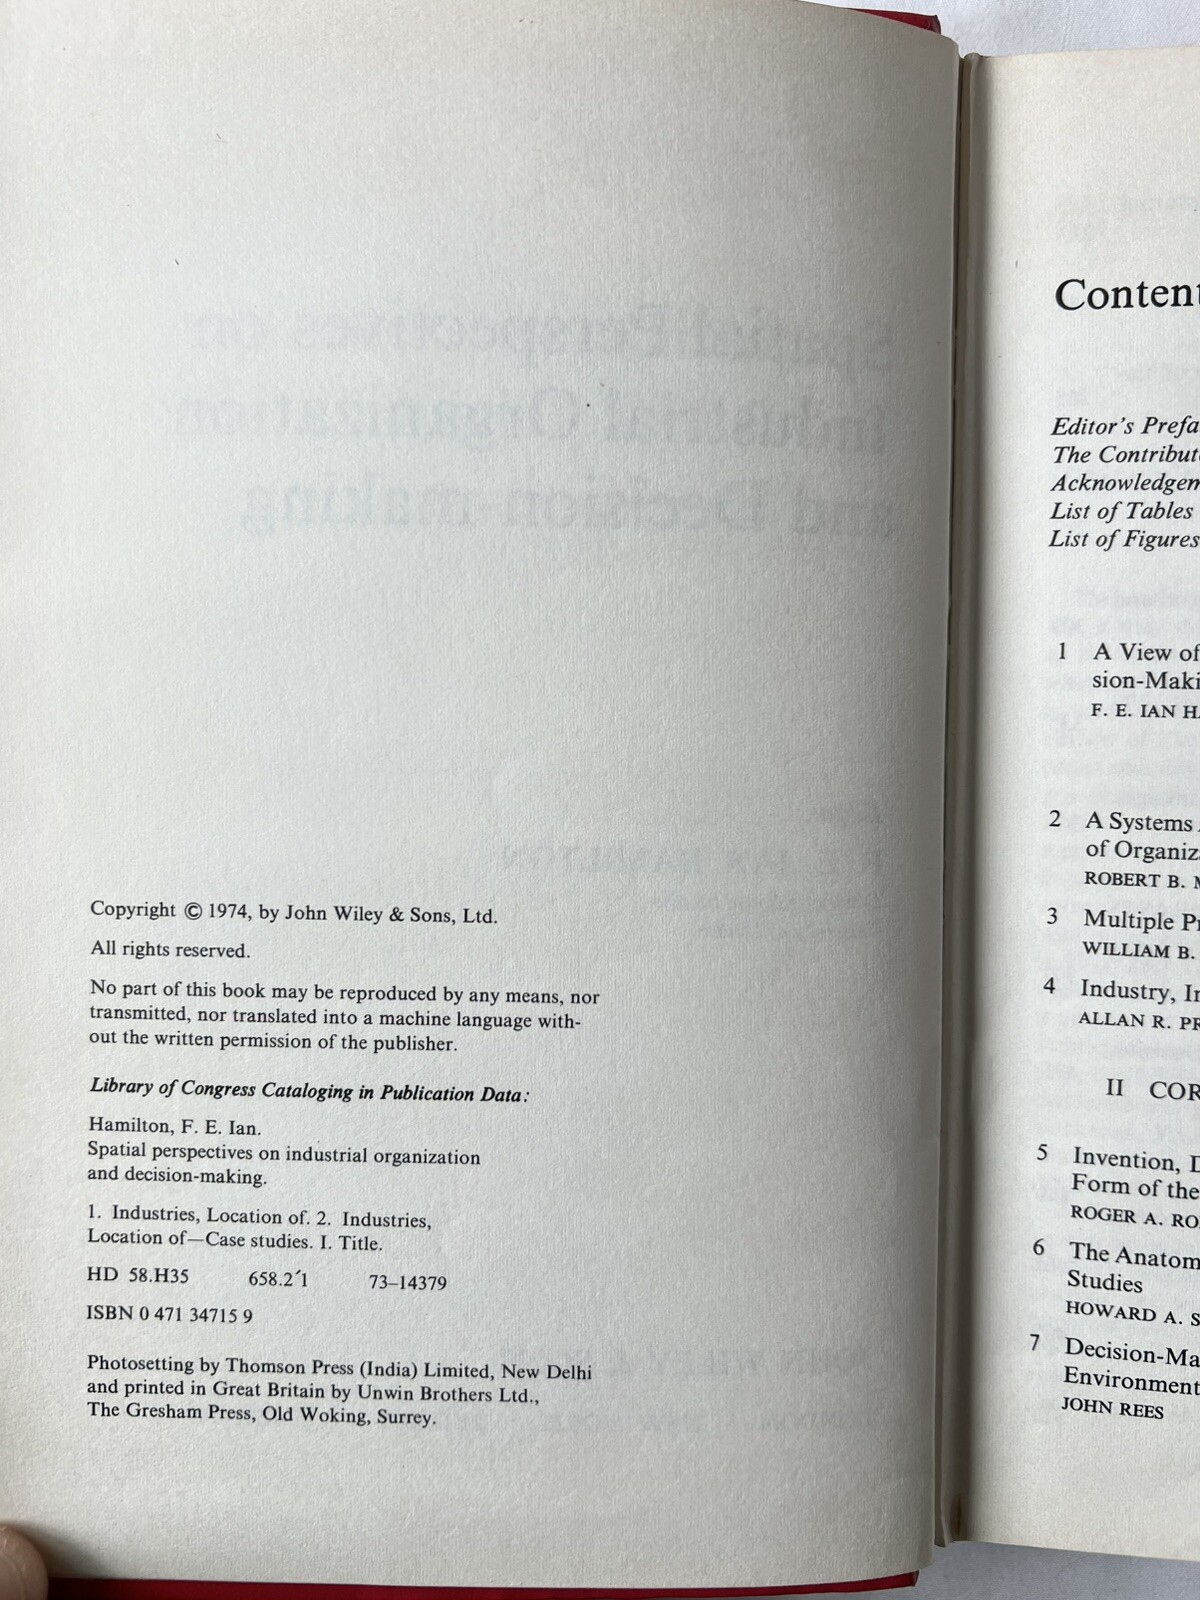 Copyright © 1974, by John Wiley & Sons, Ltd.
All rights reserved.
No part of this book may be reproduced by any means, nor
transmitted, nor translated into a machine language with-
out the written permission of the publisher.
Library of Congress Cataloging in Publication Data:
Hamilton, F. E. Ian.
Spatial perspectives on industrial organization
and decision-making.
1. Industries, Location of. 2. Industries,
Location of—Case studies. I. Title.
HD 58.H35 658.2´1 73–14379
ISBN 0 471 34715 9
Photosetting by Thomson Press (India) Limited, New Delhi
and printed in Great Britain by Unwin Brothers Ltd.,
The Gresham Press, Old Woking, Surrey.
Content
Editor's Prefa
The Contribut
Acknowledgem
List of Tables
List of Figures
1 A View of
sion-Maki
F. E. IAN HA
2 A Systems
of Organiz
ROBERT B. M
3 Multiple Pr
WILLIAM B.
4 Industry, In
ALLAN R. PR
II COR
5 Invention, D
Form of the
ROGER A. RO
6 The Anatom
Studies
HOWARD A. S
7 Decision-Ma
Environment
JOHN REES